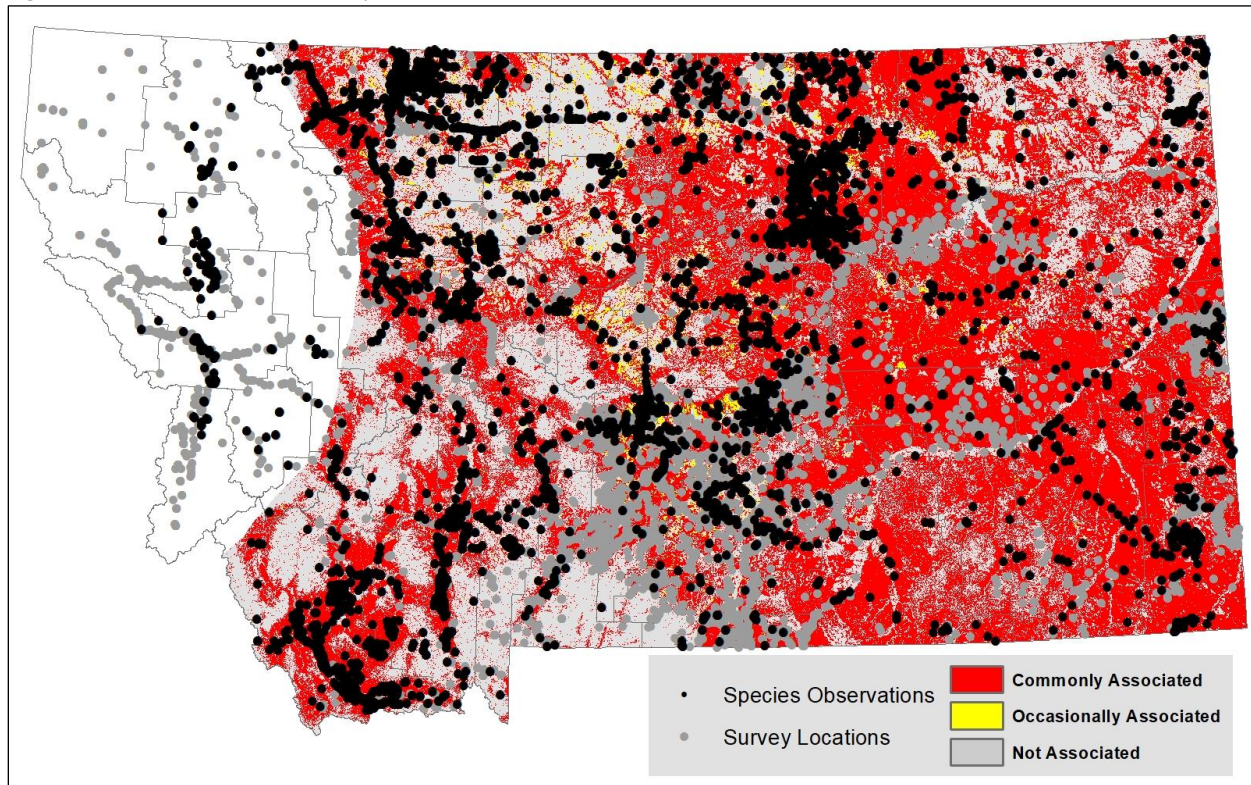 Species Observations
Survey Locations
Commonly Associated
Occasionally Associated
Not Associated